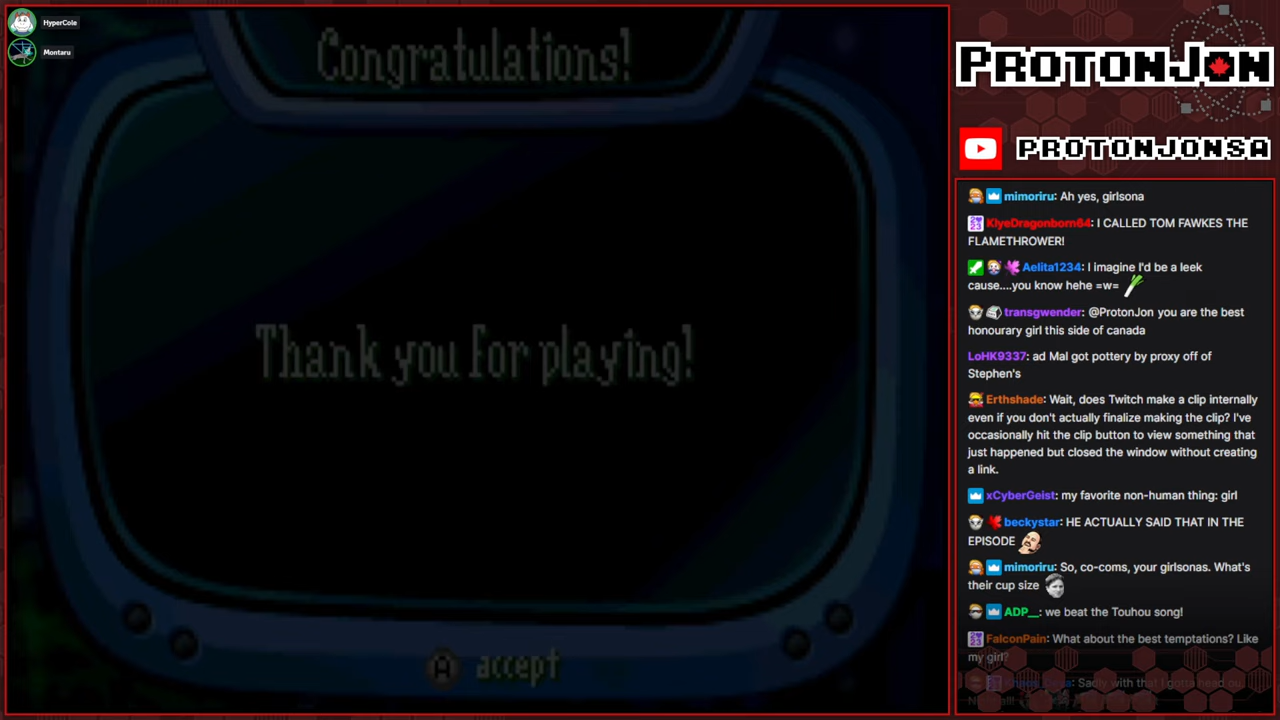 HyperCole
Montaru
Congratulations!
Thank you for playing!
A accept
PROTONJON
PROTONJONSA
mimoriru: Ah yes, girlsona
KlyeDragonborn64: I CALLED TOM FAWKES THE
FLAMETHROWER!
Aelita1234: I imagine I'd be a leek
cause....you know hehe =w=
transgwender: @ProtonJon you are the best
honourary girl this side of canada
LoHK9337: ad Mal got pottery by proxy off of
Stephen's
Erthshade: Wait, does Twitch make a clip internally
even if you don't actually finalize making the clip? I've
occasionally hit the clip button to view something that
just happened but closed the window without creating
a link.
xCyberGeist: my favorite non-human thing: girl
beckystar: HE ACTUALLY SAID THAT IN THE
EPISODE
mimoriru: So, co-coms, your girlsonas. What's
their cup size
ADP__: we beat the Touhou song!
FalconPain: What about the best temptations? Like
my girl?
Sadly with that I gotta head ou